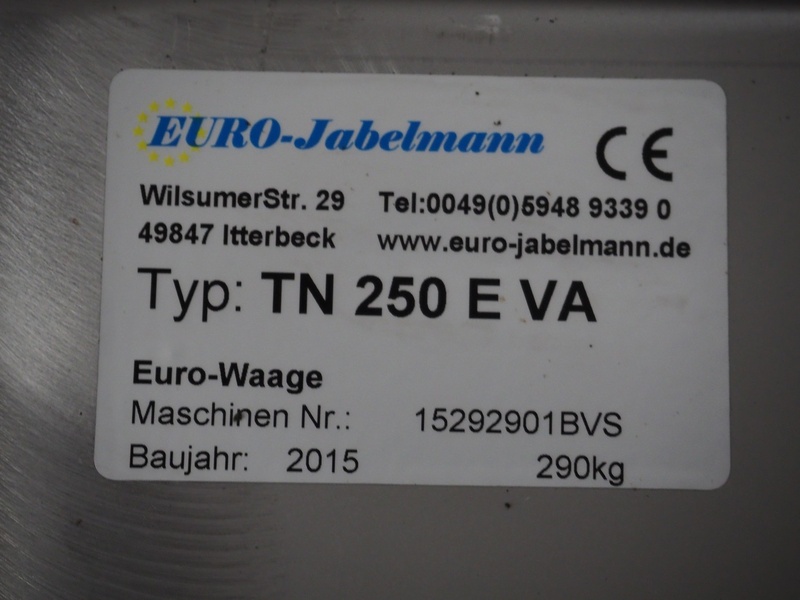 EURO-Jabelmann CE
WilsumerStr. 29 Tel:0049(0)5948 9339 0
49847 Itterbeck www.euro-jabelmann.de
Typ: TN 250 E VA
Euro-Waage
Maschinen Nr.: 15292901BVS
Baujahr: 2015 290kg